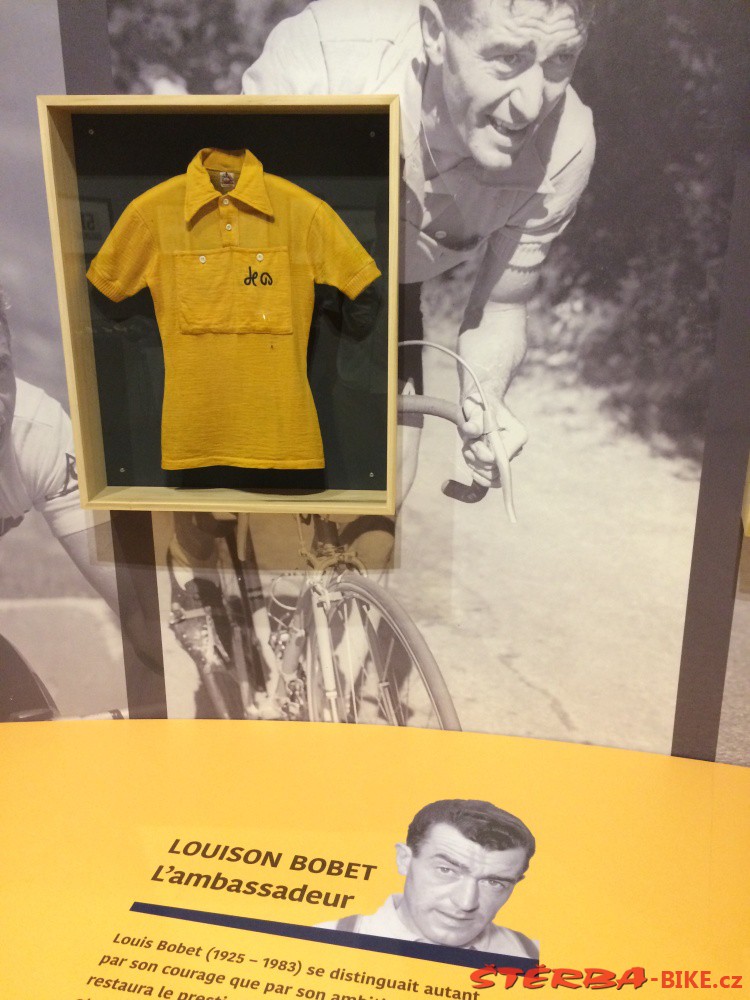 HD
LOUISON BOBET
L'ambassadeur
Louis Bobet (1925 – 1983) se distinguait autant
par son courage que par son
restaura le
ŠTĚRBA-BIKE.cz